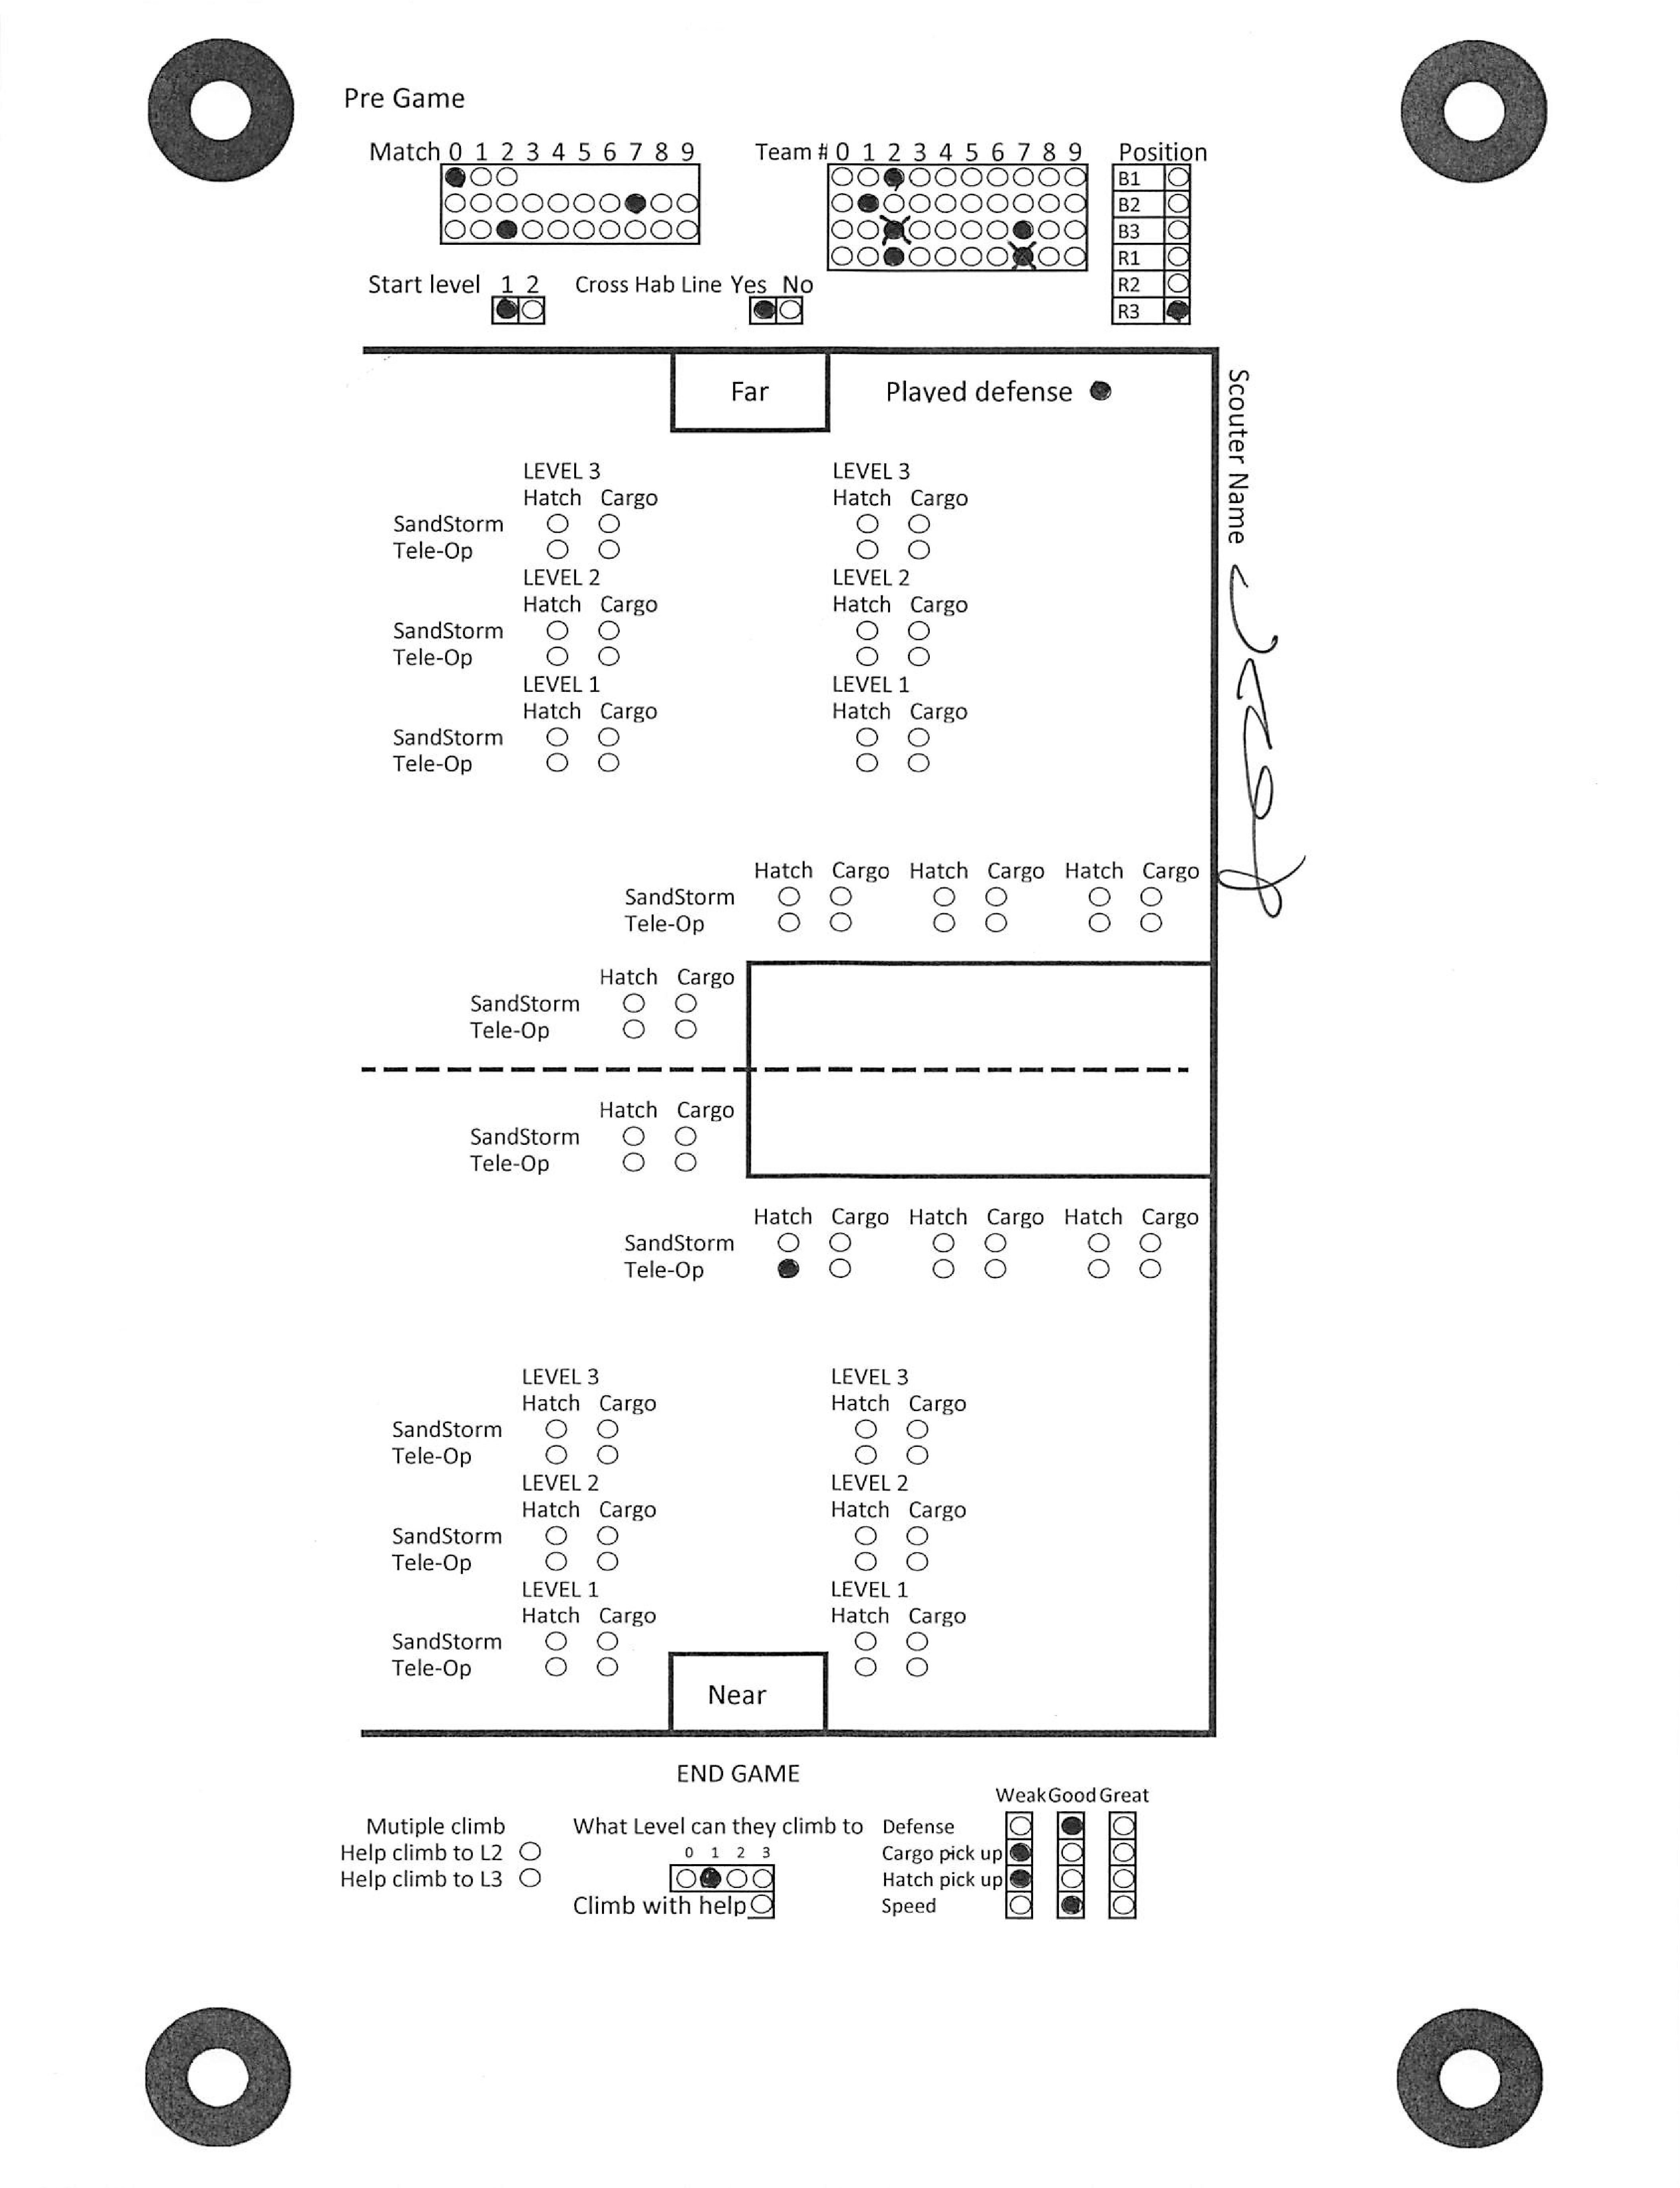 Pre Game
Match 0 1 2 3 4 5 6 7 8 9
Team # 0 1 2 3 4 5 6 7 8 9
Position
B1
B2
B3
R1
R2
R3
Start level 1 2
Cross Hab Line Yes No
Far
Played defense
Scouter Name
LEVEL 3 LEVEL 3
Hatch Cargo Hatch Cargo
SandStorm
Tele-Op
LEVEL 2 LEVEL 2
Hatch Cargo Hatch Cargo
SandStorm
Tele-Op
LEVEL 1 LEVEL 1
Hatch Cargo Hatch Cargo
SandStorm
Tele-Op
Hatch Cargo Hatch Cargo Hatch Cargo
SandStorm
Tele-Op
Hatch Cargo
SandStorm
Tele-Op
Hatch Cargo
SandStorm
Tele-Op
Hatch Cargo Hatch Cargo Hatch Cargo
SandStorm
Tele-Op
LEVEL 3 LEVEL 3
Hatch Cargo Hatch Cargo
SandStorm
Tele-Op
LEVEL 2 LEVEL 2
Hatch Cargo Hatch Cargo
SandStorm
Tele-Op
LEVEL 1 LEVEL 1
Hatch Cargo Hatch Cargo
SandStorm
Tele-Op
Near
END GAME
Mutiple climb
Help climb to L2
Help climb to L3
What Level can they climb to
0 1 2 3
Climb with help
Weak Good Great
Defense
Cargo pick up
Hatch pick up
Speed